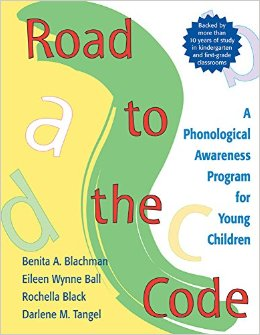 Road
to
the
Code
Backed by
more than
10 years of study in
kindergarten
and first-grade
classrooms
A
Phonological
Awareness
Program
for
Young
Children
Benita A. Blachman
Eileen Wynne Ball
Rochella Black
Darlene M. Tangel
a
b
c
d